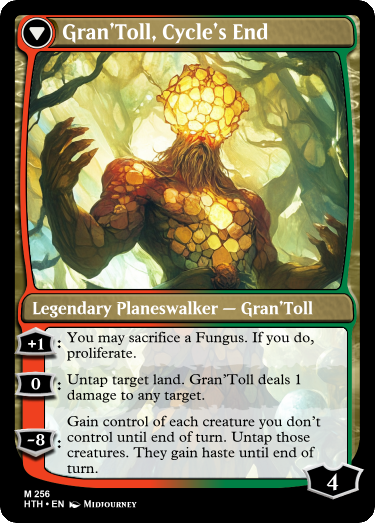 Gran'Toll, Cycle's End
Legendary Planeswalker — Gran'Toll
+1: You may sacrifice a Fungus. If you do,
proliferate.
0: Untap target land. Gran'Toll deals 1
damage to any target.
-8: Gain control of each creature you don't
control until end of turn. Untap those
creatures. They gain haste until end of
turn.
4
M 256
HTH • EN Midjourney